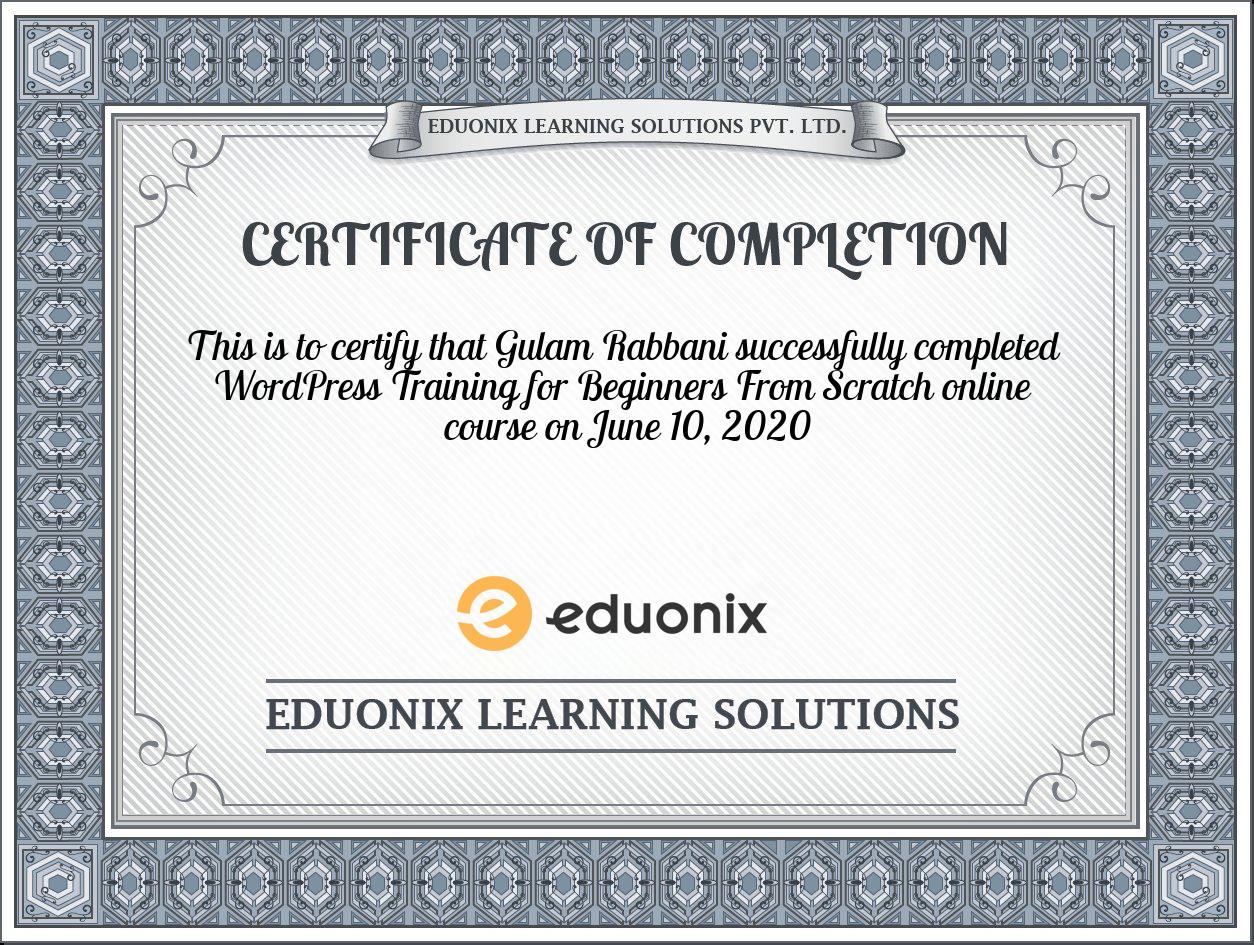 EDUONIX LEARNING SOLUTIONS PVT. LTD.
CERTIFICATE OF COMPLETION
This is to certify that Gulam Rabbani successfully completed
WordPress Training for Beginners From Scratch online
course on June 10, 2020
eduonix
EDUONIX LEARNING SOLUTIONS